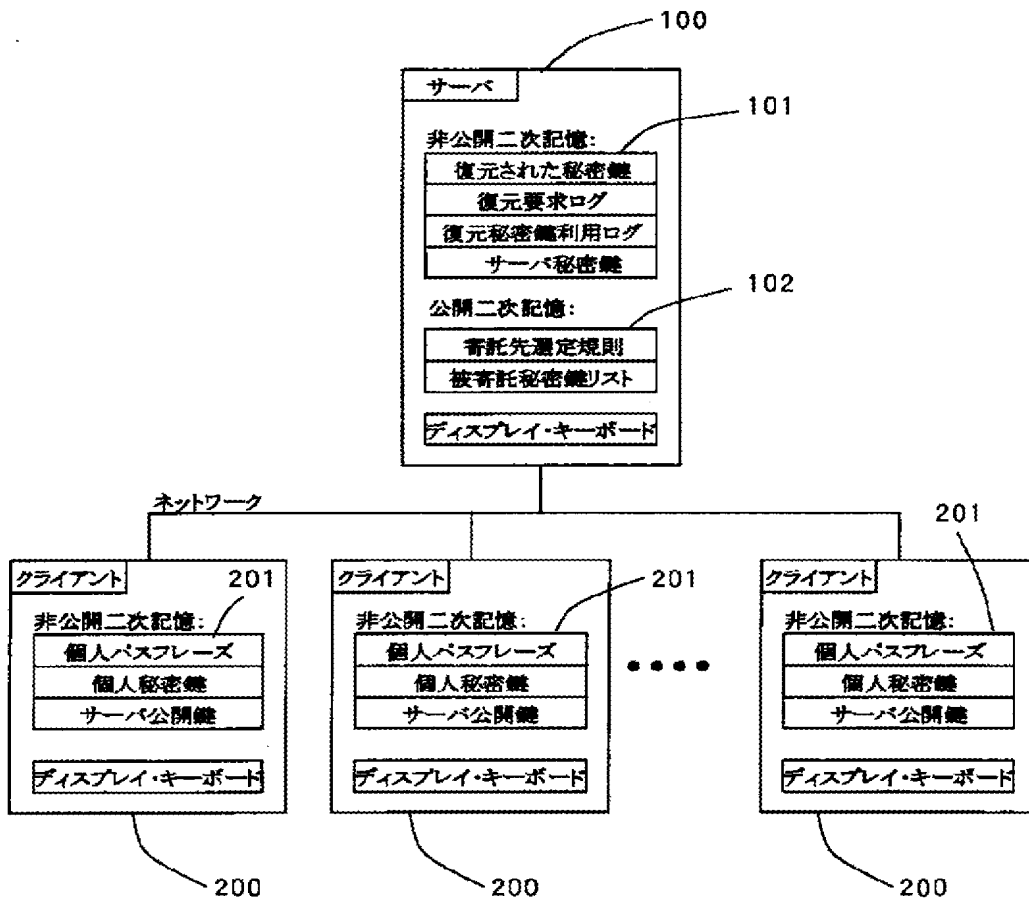 100
サーバ
101
非公開二次記憶:
復元された秘密鍵
復元要求ログ
復元秘密鍵利用ログ
サーバ秘密鍵
102
公開二次記憶:
寄託先選定規則
被寄託秘密鍵リスト
ディスプレイ・キーボード
ネットワーク
クライアント
201
非公開二次記憶:
個人パスフレーズ
個人秘密鍵
サーバ公開鍵
ディスプレイ・キーボード
200
クライアント
201
非公開二次記憶:
個人パスフレーズ
個人秘密鍵
サーバ公開鍵
ディスプレイ・キーボード
200
クライアント
201
非公開二次記憶:
個人パスフレーズ
個人秘密鍵
サーバ公開鍵
ディスプレイ・キーボード
200